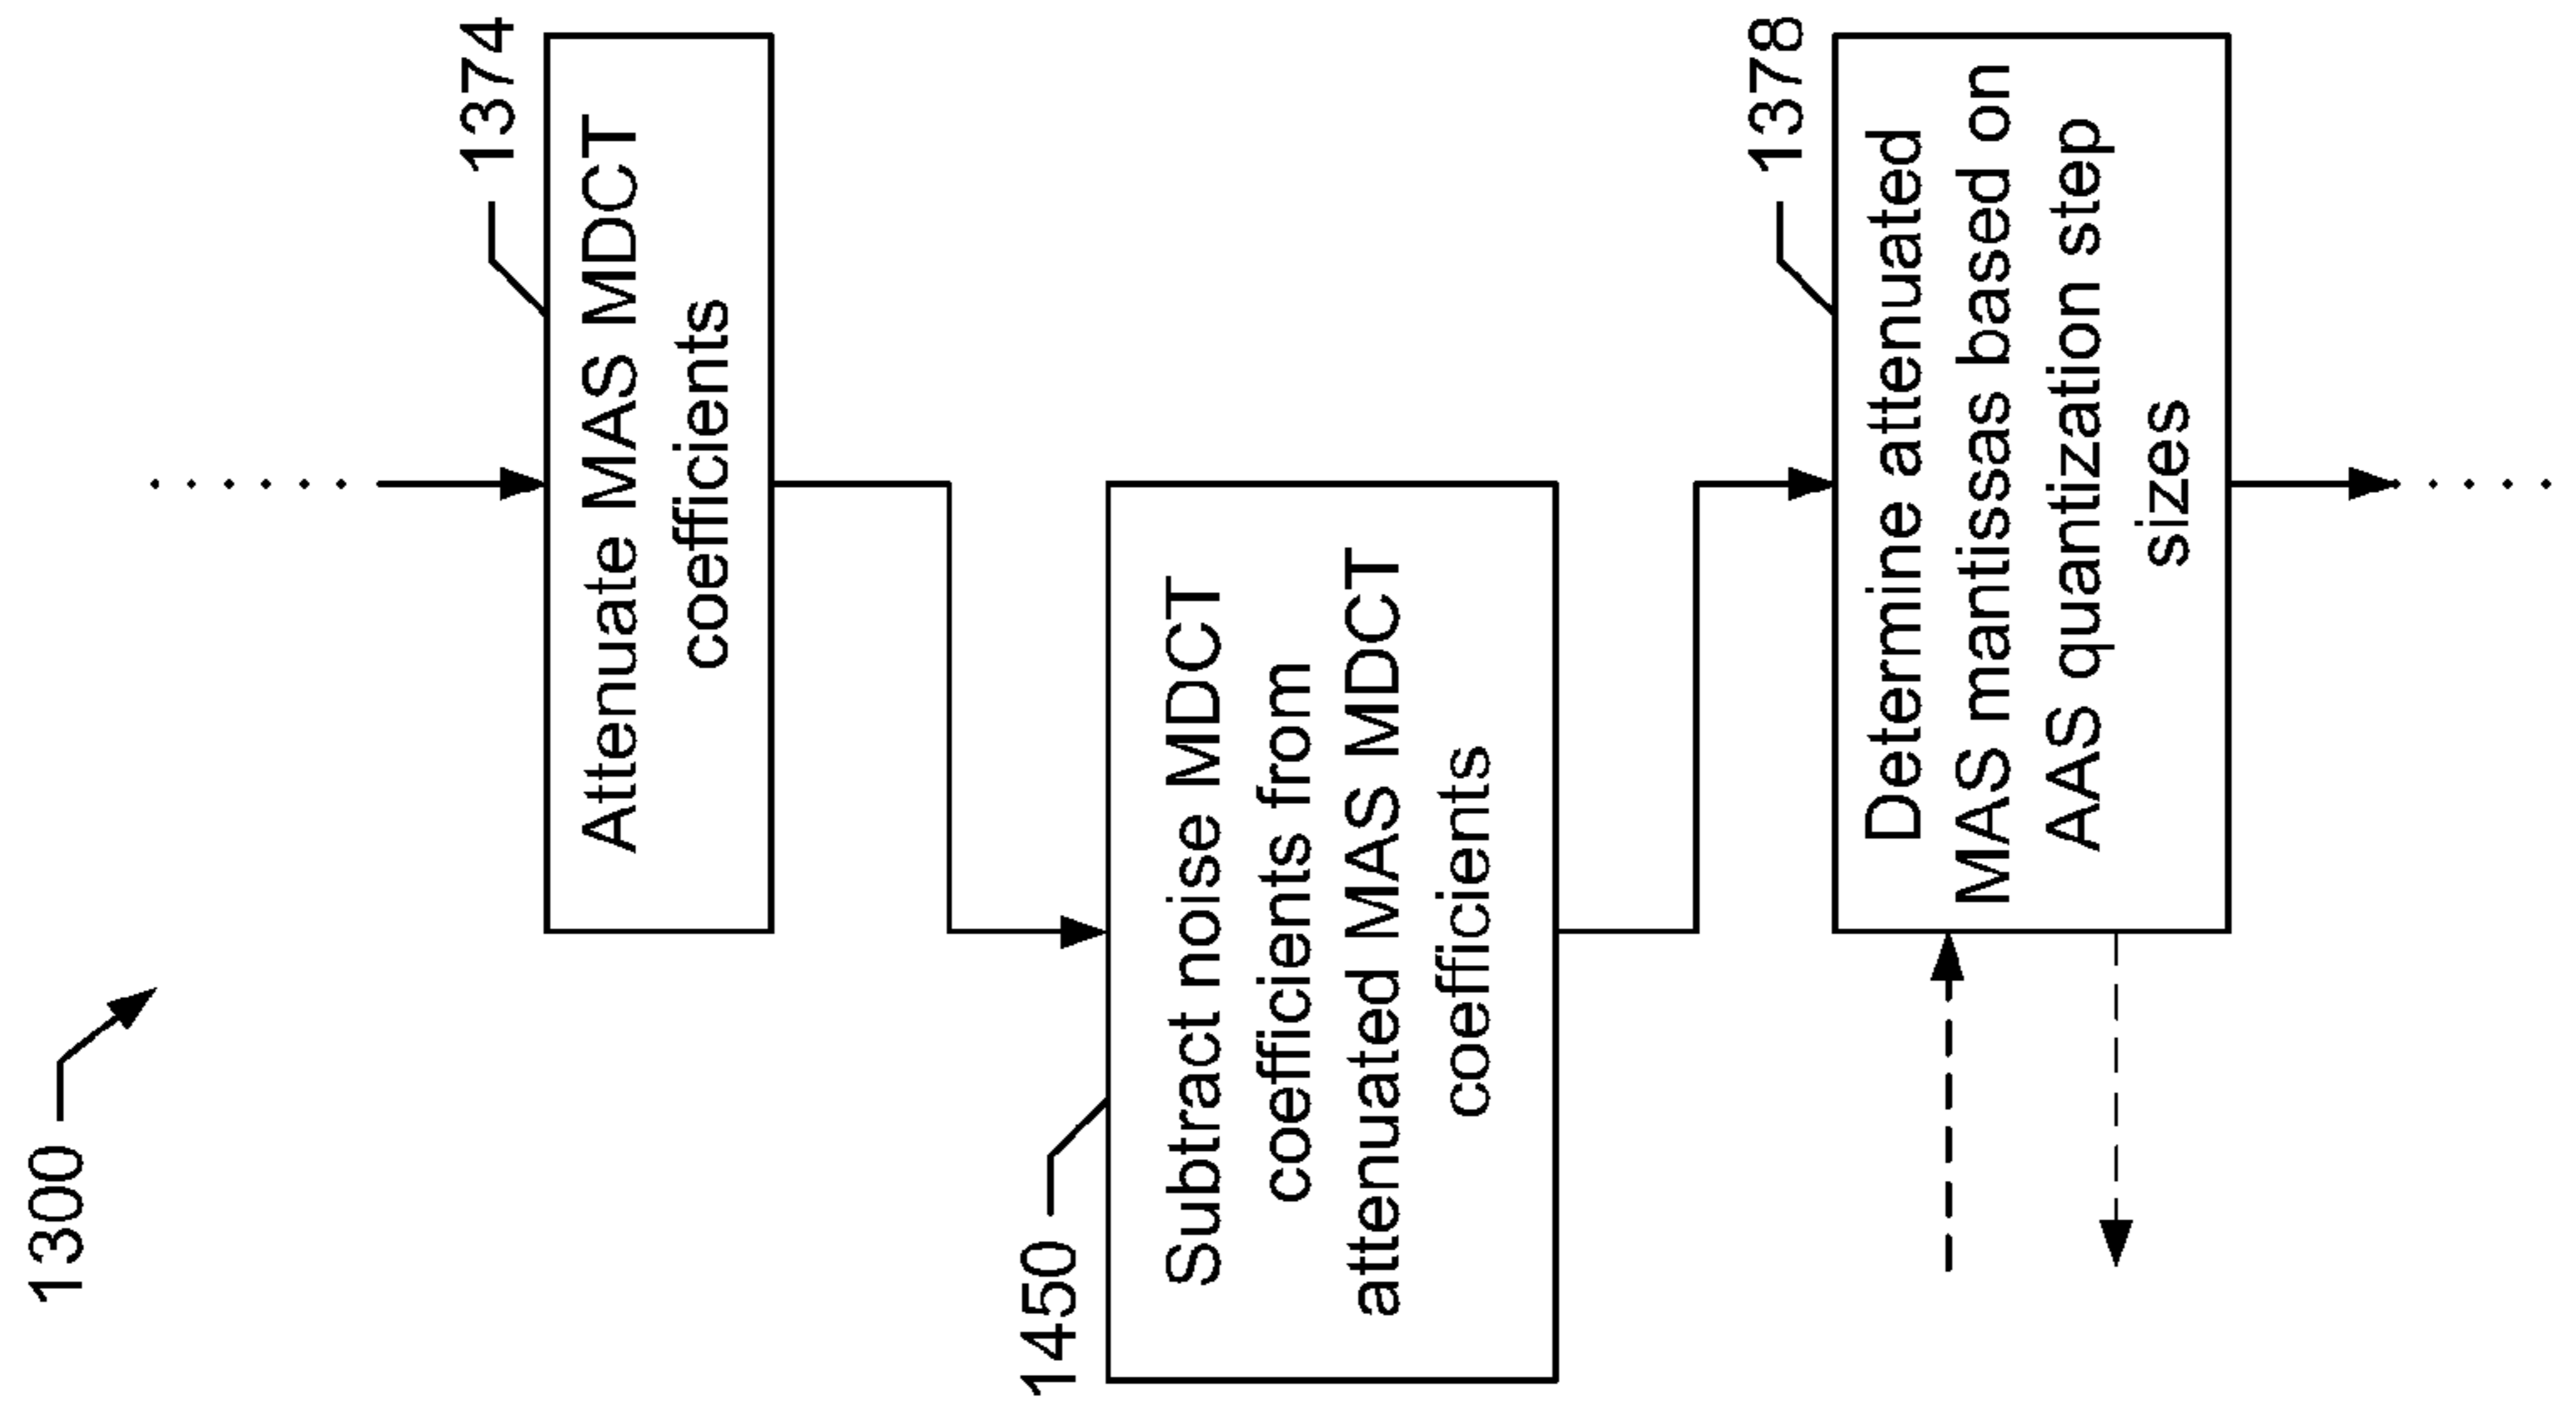 1300
1374
Attenuate MAS MDCT
coefficients
1450
Subtract noise MDCT
coefficients from
attenuated MAS MDCT
coefficients
1378
Determine attenuated
MAS mantissas based on
AAS quantization step
sizes